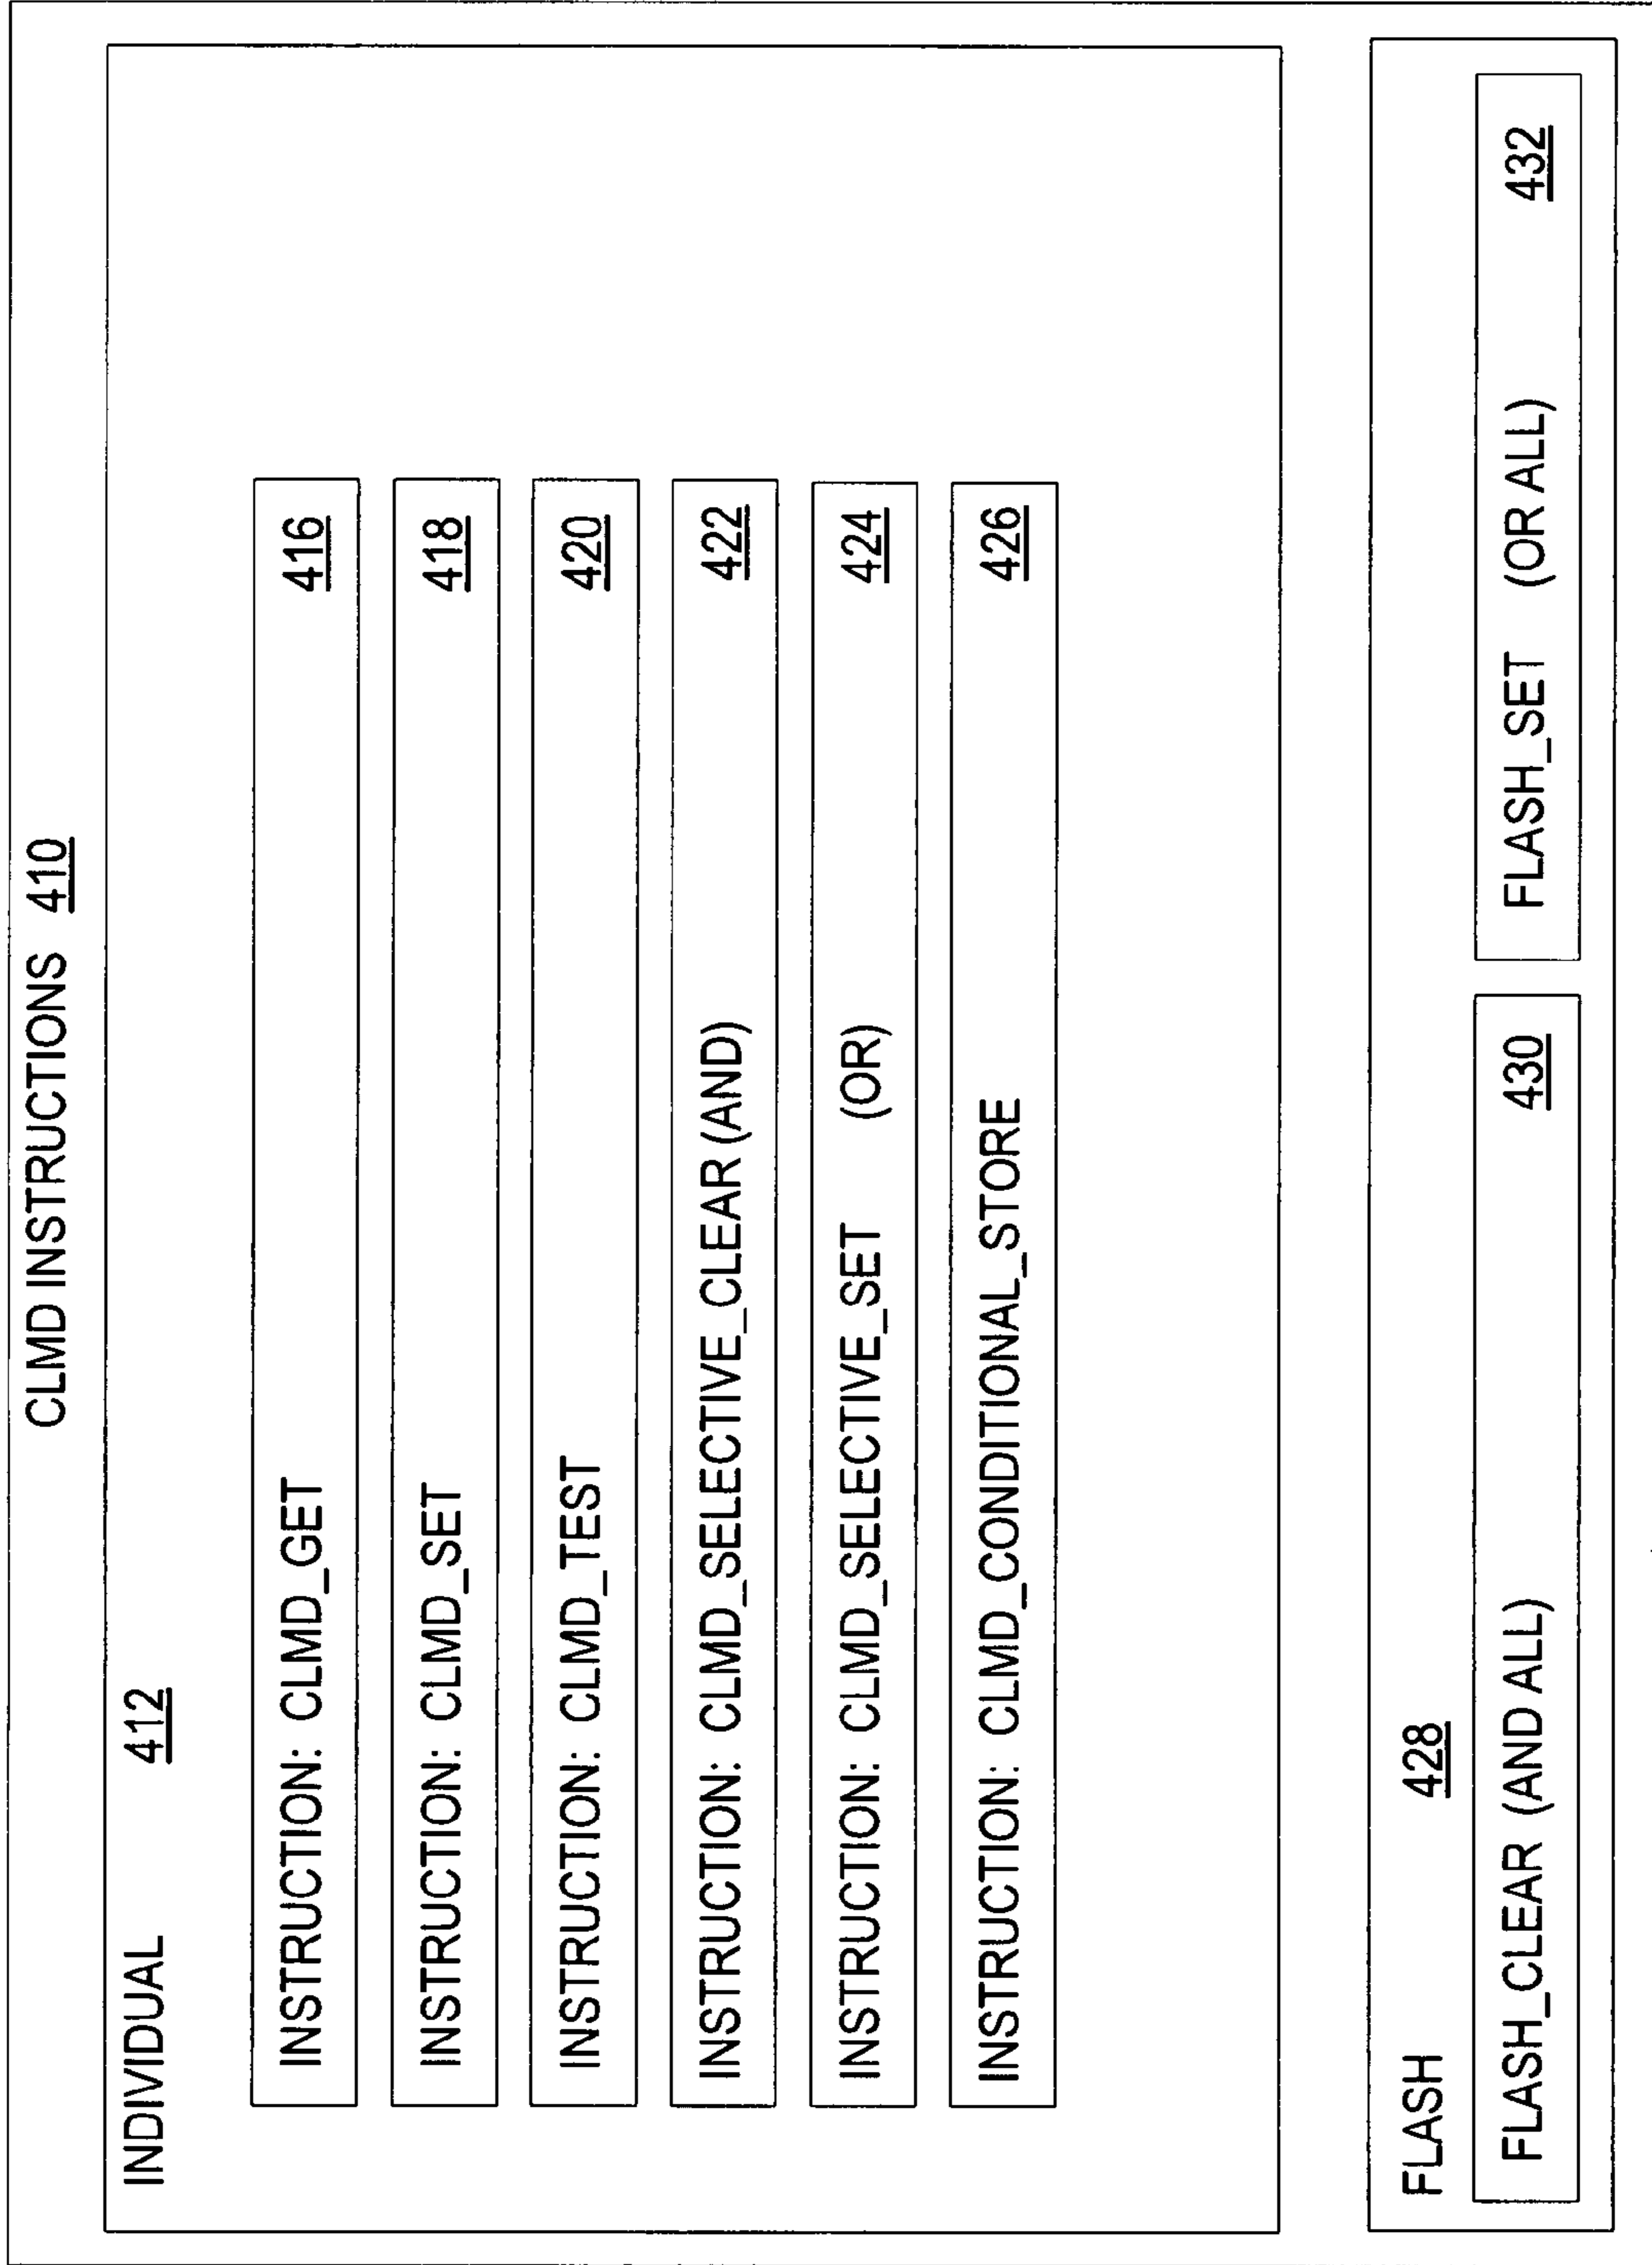 CLMD INSTRUCTIONS 410
INDIVIDUAL 412
INSTRUCTION: CLMD_GET 416
INSTRUCTION: CLMD_SET 418
INSTRUCTION: CLMD_TEST 420
INSTRUCTION: CLMD_SELECTIVE_CLEAR (AND) 422
INSTRUCTION: CLMD_SELECTIVE_SET (OR) 424
INSTRUCTION: CLMD_CONDITIONAL_STORE 426
FLASH 428
FLASH_CLEAR (AND ALL) 430
FLASH_SET (OR ALL) 432